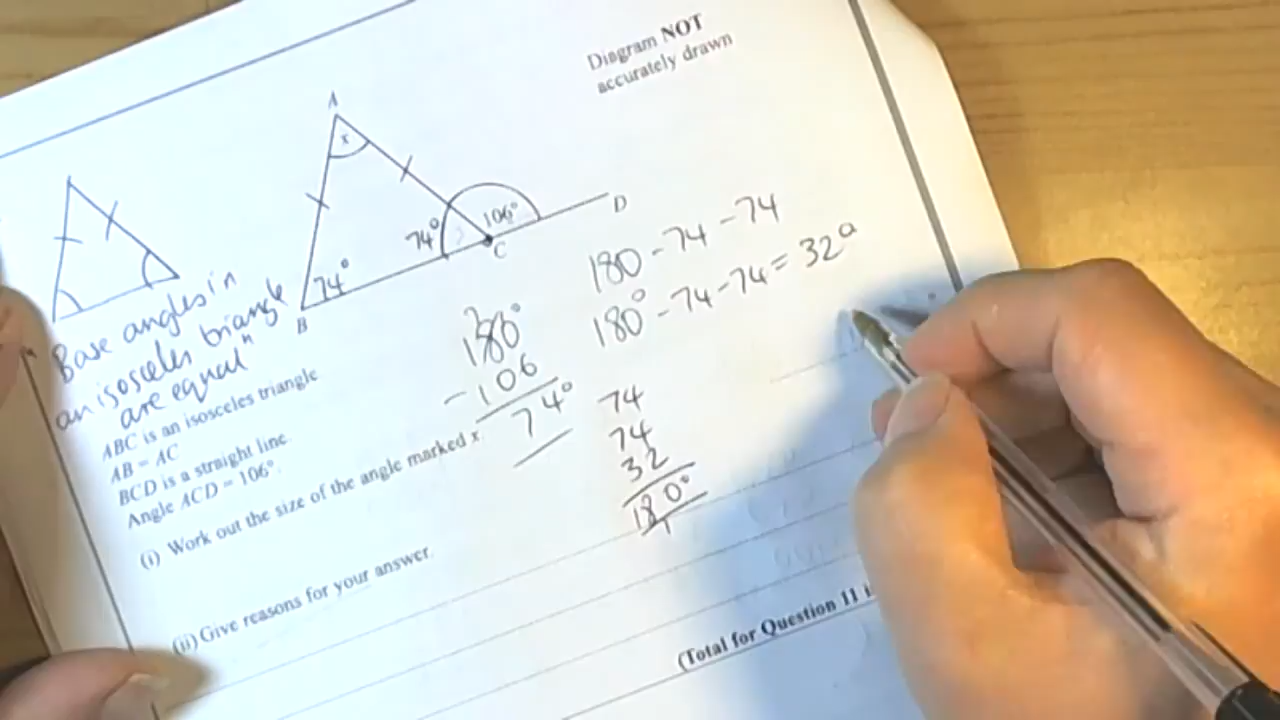 Diagram NOT
accurately drawn
A
x
106°
D
74°
C
74°
B
Base angles in
an isosceles triangle
are equal"
180 - 74 - 74
180° - 74 - 74 = 32°
180°
- 106
74°
74
74
32
180°
1
ABC is an isosceles triangle
AB = AC
BCD is a straight line.
Angle ACD = 106°.
(i) Work out the size of the angle marked x.
(ii) Give reasons for your answer.
(Total for Question 11 i